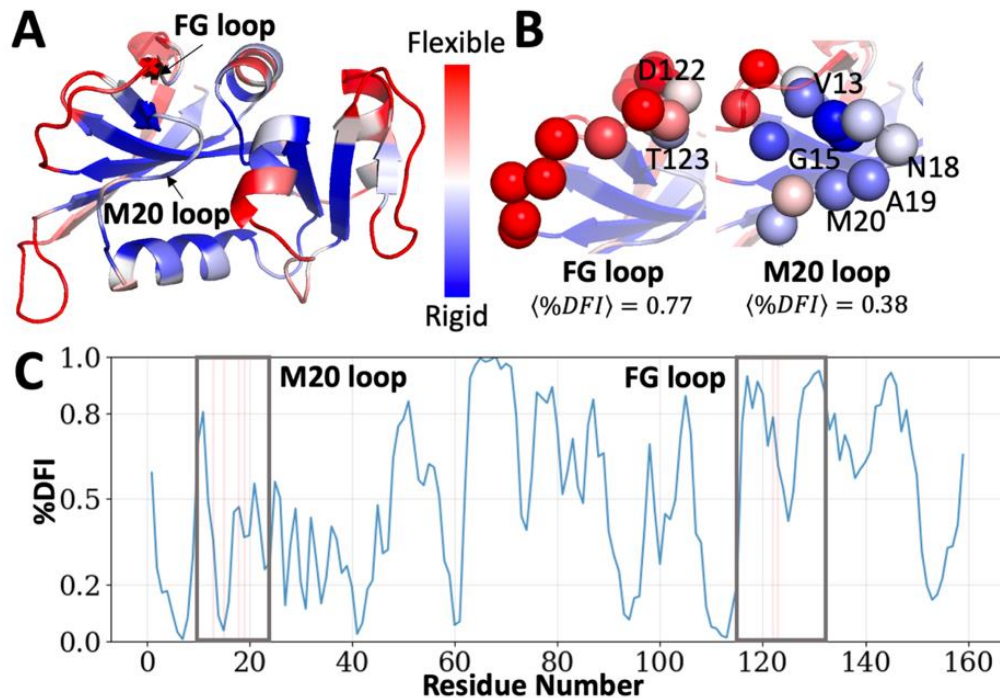 A
FG loop
M20 loop
Flexible
Rigid
B
D122
T123
FG loop
⟨%DFI⟩ = 0.77
V13
G15
N18
A19
M20
M20 loop
⟨%DFI⟩ = 0.38
C
M20 loop
FG loop
%DFI
1.0
0.8
0.5
0.2
0.0
0 20 40 60 80 100 120 140 160
Residue Number